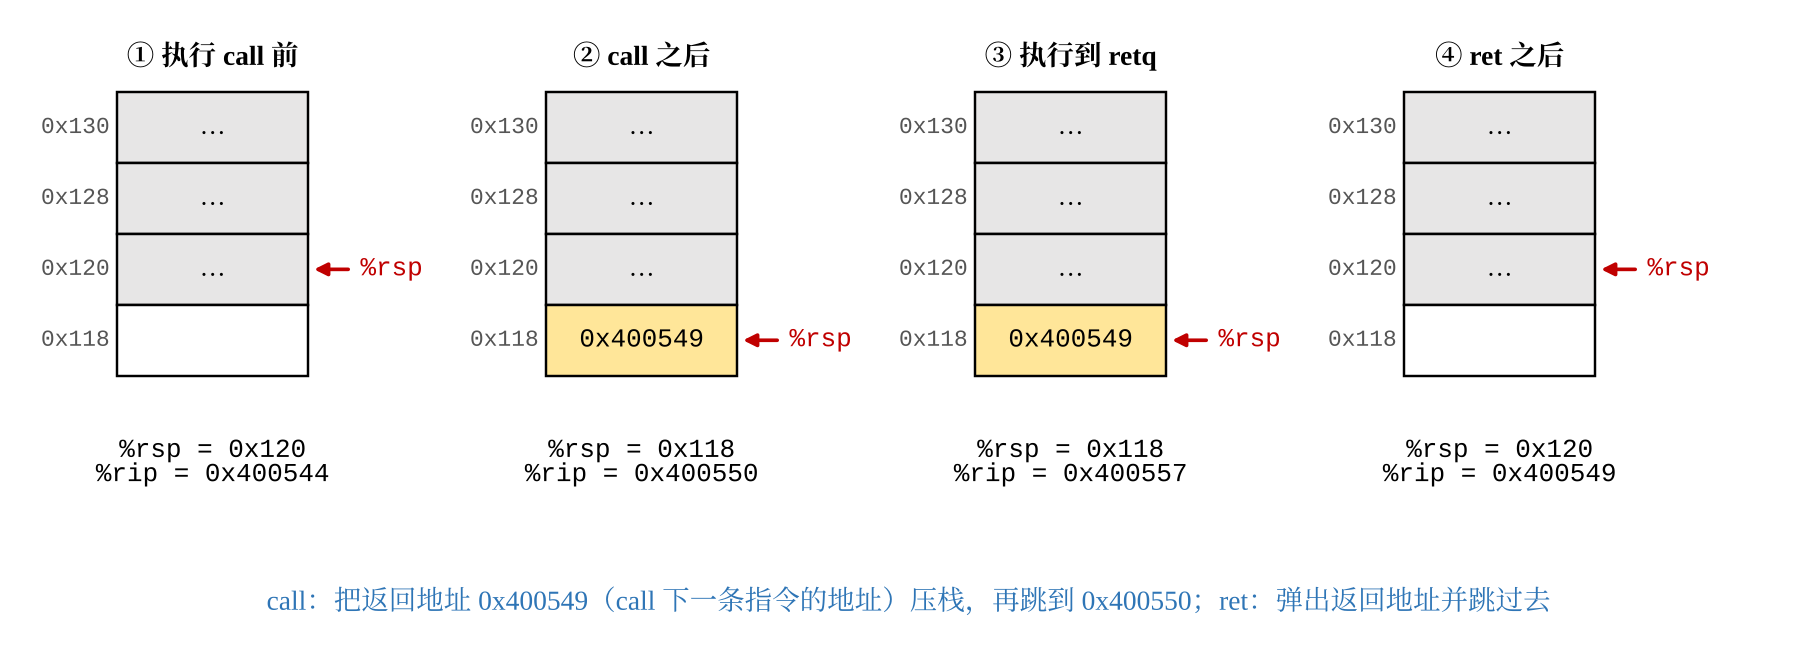 ① 执行 call 前
0x130 ...
0x128 ...
0x120 ... %rsp
0x118
%rsp = 0x120
%rip = 0x400544
② call 之后
0x130 ...
0x128 ...
0x120 ...
0x118 0x400549 %rsp
%rsp = 0x118
%rip = 0x400550
③ 执行到 retq
0x130 ...
0x128 ...
0x120 ...
0x118 0x400549 %rsp
%rsp = 0x118
%rip = 0x400557
④ ret 之后
0x130 ...
0x128 ...
0x120 ... %rsp
0x118
%rsp = 0x120
%rip = 0x400549
call：把返回地址 0x400549（call 下一条指令的地址）压栈，再跳到 0x400550；ret：弹出返回地址并跳过去